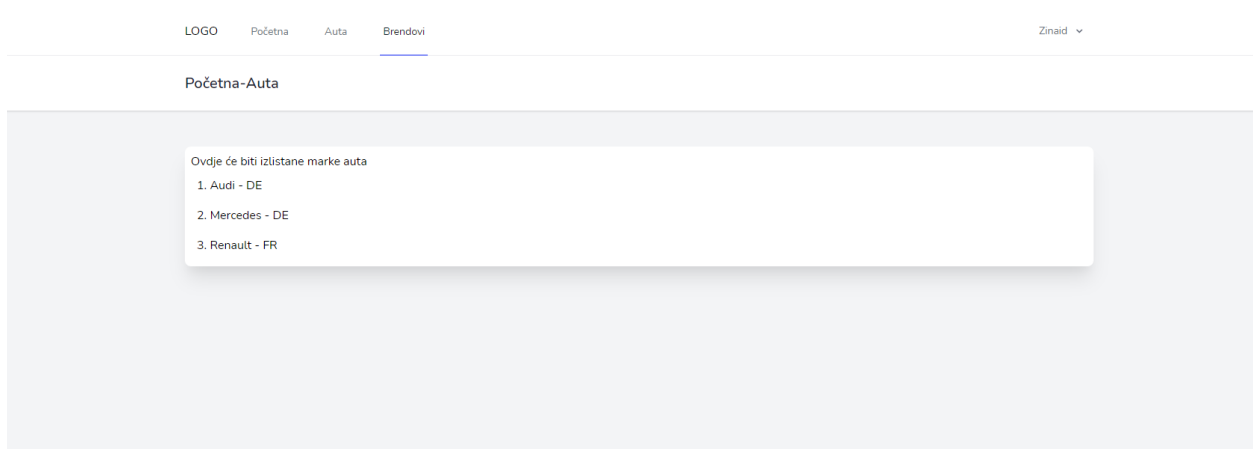 LOGO Početna Auta Brendovi Zinaid
Početna-Auta
Ovdje će biti izlistane marke auta
1. Audi - DE
2. Mercedes - DE
3. Renault - FR